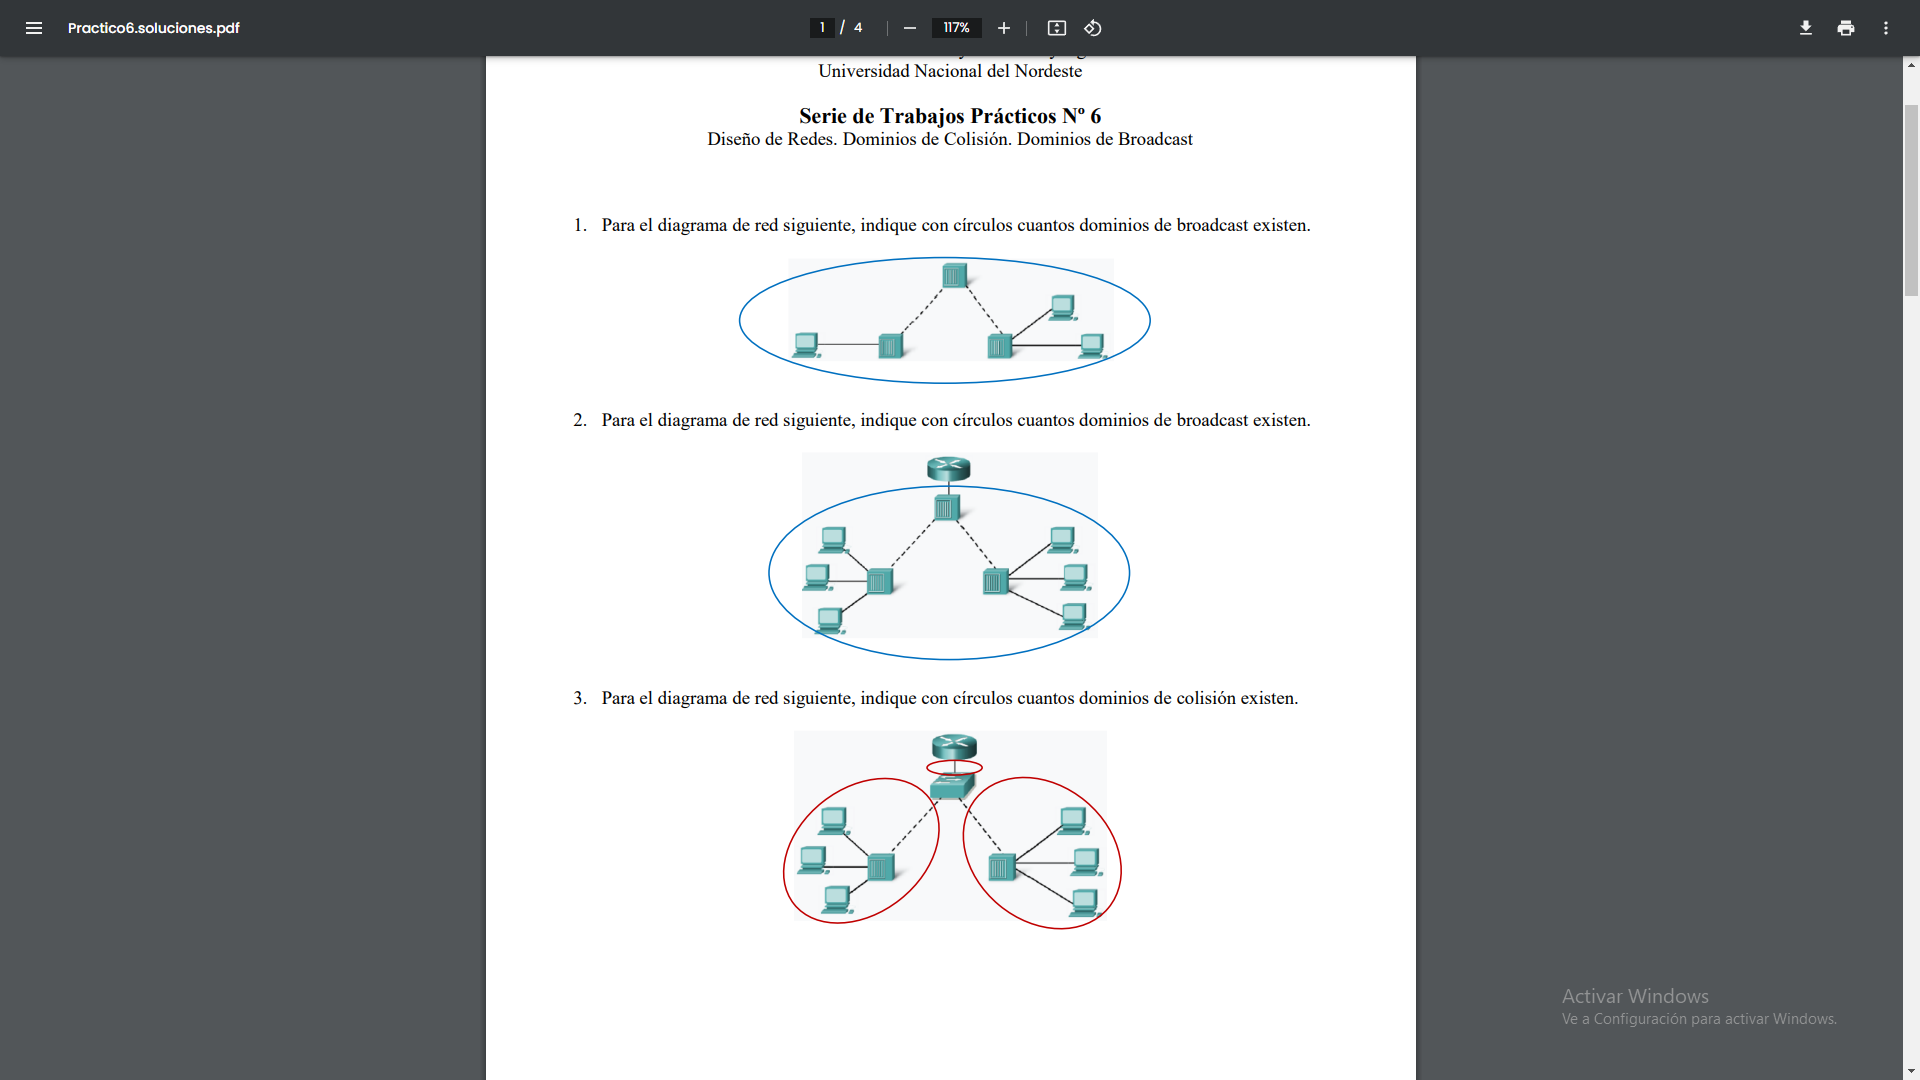 Practico6.soluciones.pdf
1 / 4
117%
Universidad Nacional del Nordeste
Serie de Trabajos Prácticos Nº 6
Diseño de Redes. Dominios de Colisión. Dominios de Broadcast
1. Para el diagrama de red siguiente, indique con círculos cuantos dominios de broadcast existen.
2. Para el diagrama de red siguiente, indique con círculos cuantos dominios de broadcast existen.
3. Para el diagrama de red siguiente, indique con círculos cuantos dominios de colisión existen.
Activar Windows
Ve a Configuración para activar Windows.